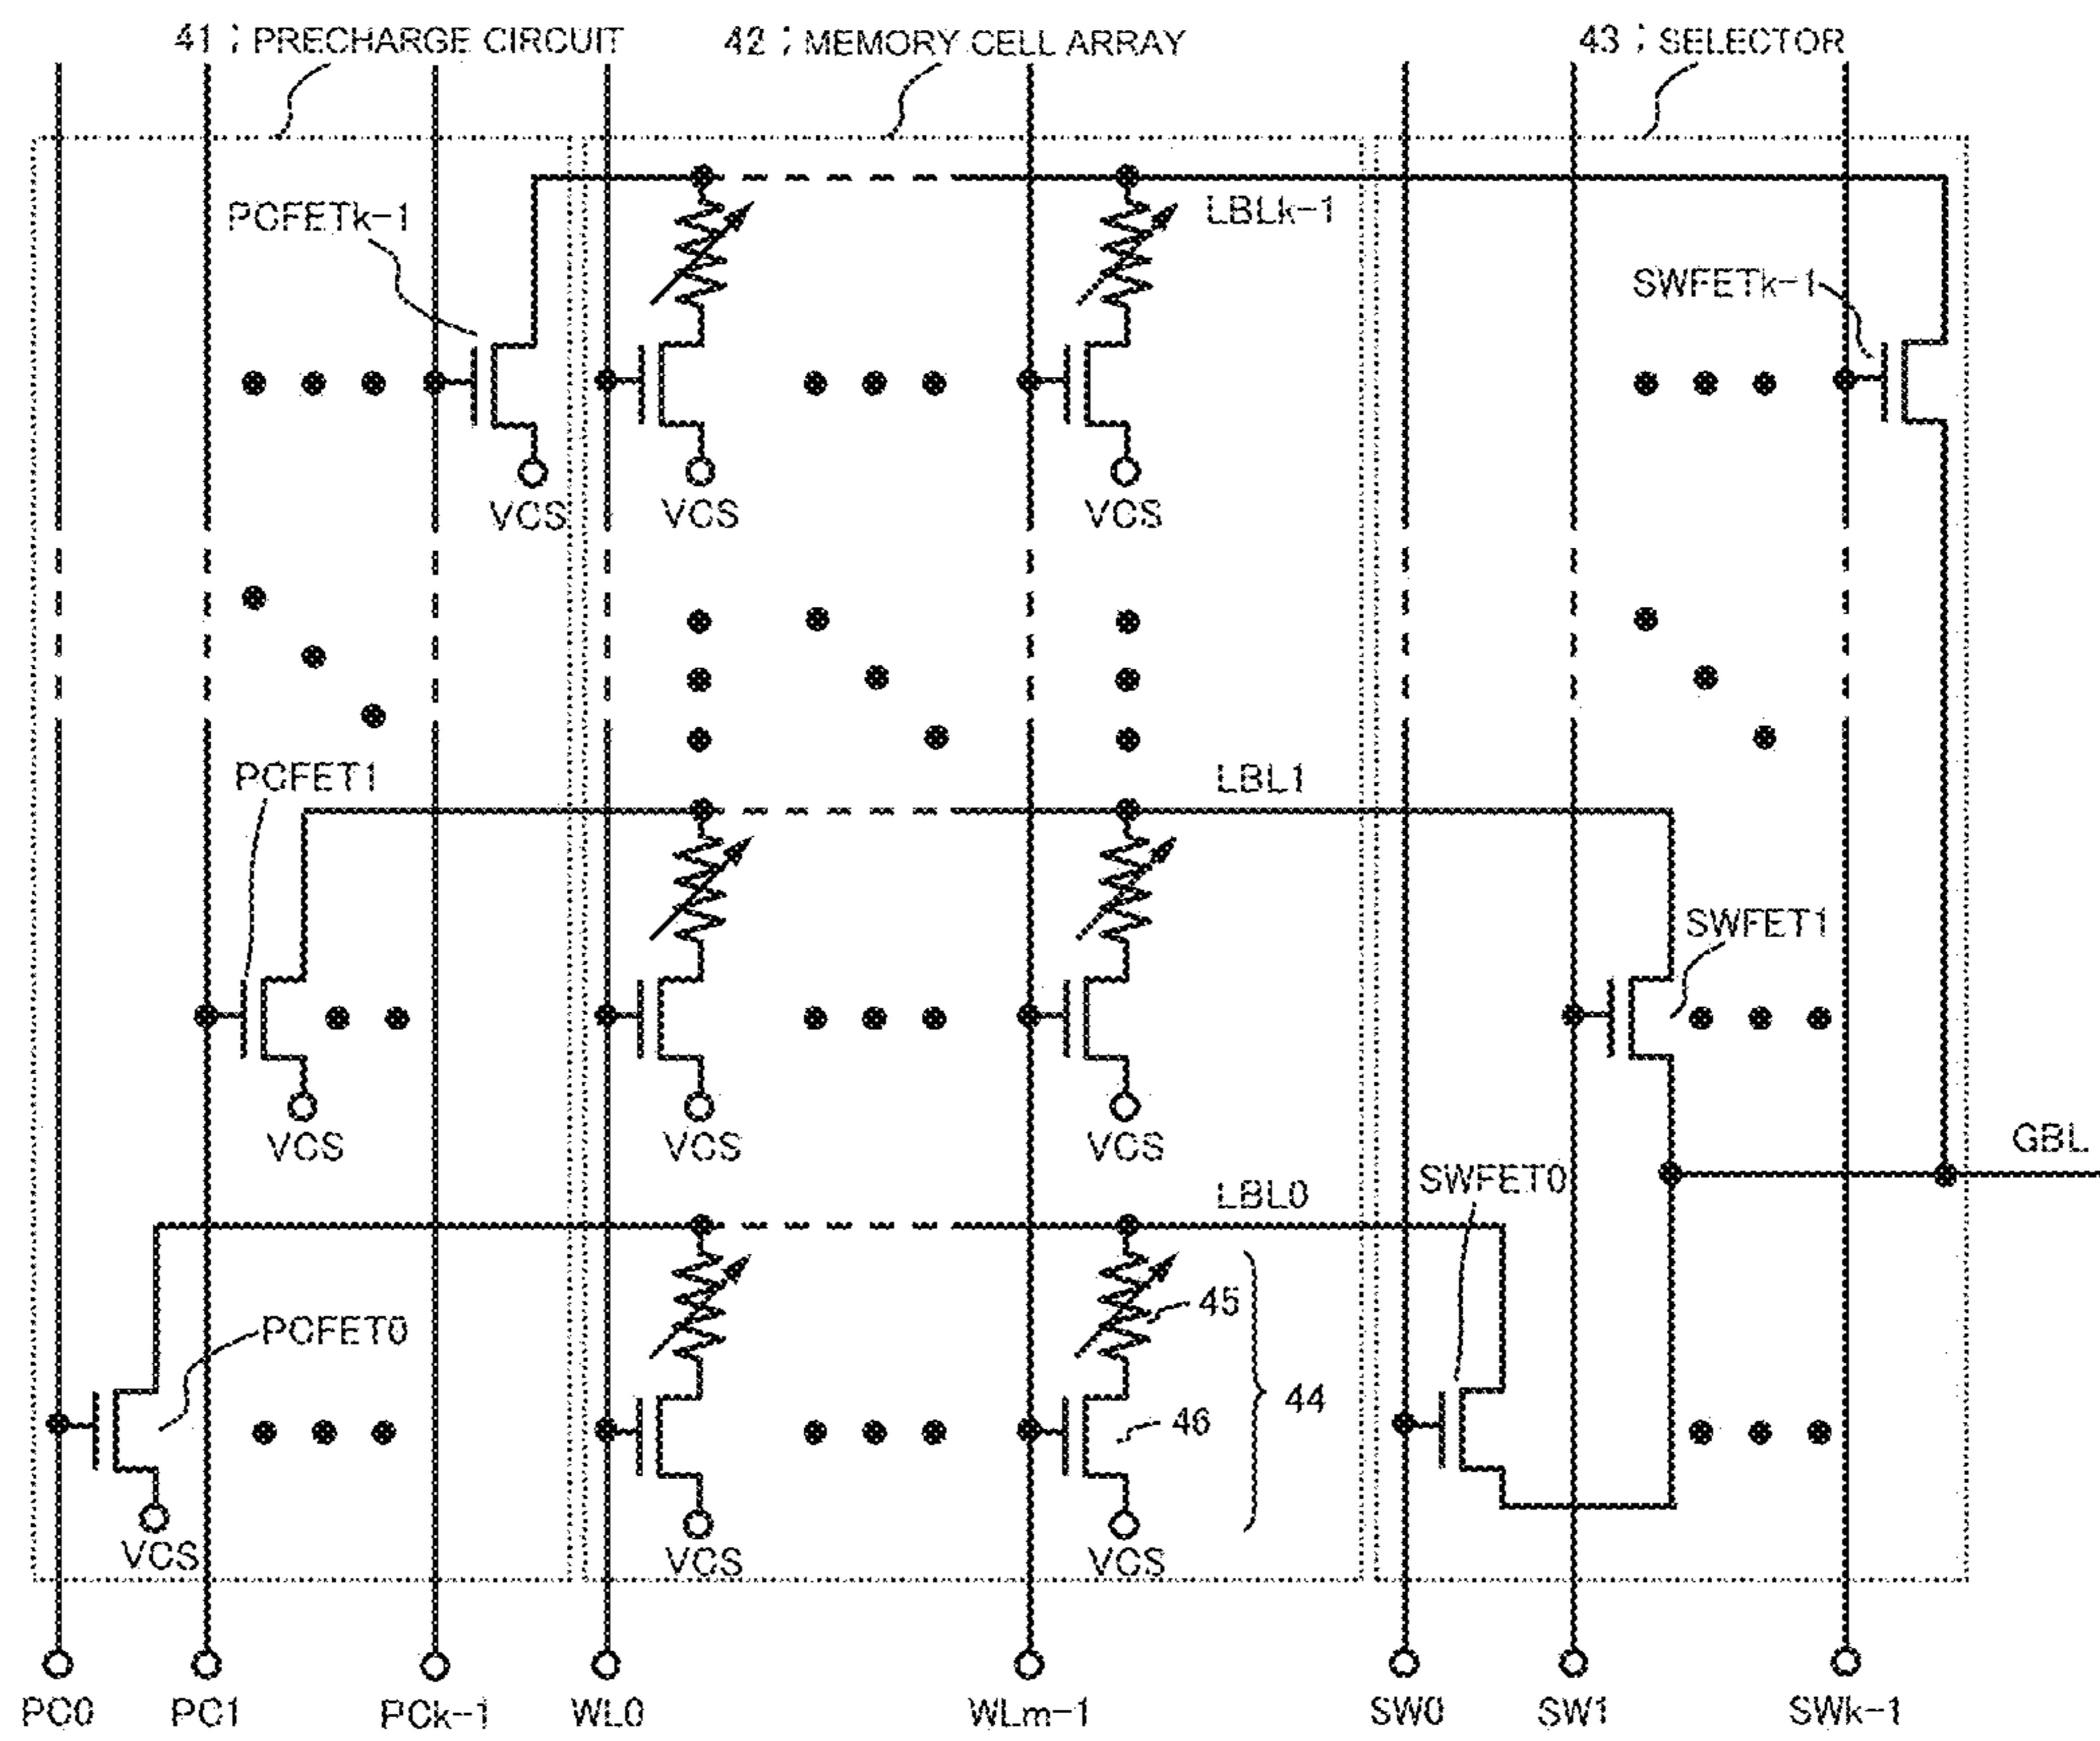 41 ; PRECHARGE CIRCUIT
42 ; MEMORY CELL ARRAY
43 ; SELECTOR
PCFETk-1
LBLk-1
SWFETk-1
VCS
VCS
VCS
PCFET1
LBL1
SWFET1
VCS
VCS
VCS
GBL
SWFET0
LBL0
45
PCFET0
44
46
VCS
VCS
VCS
PC0
PC1
PCk-1
WL0
WLm-1
SW0
SW1
SWk-1